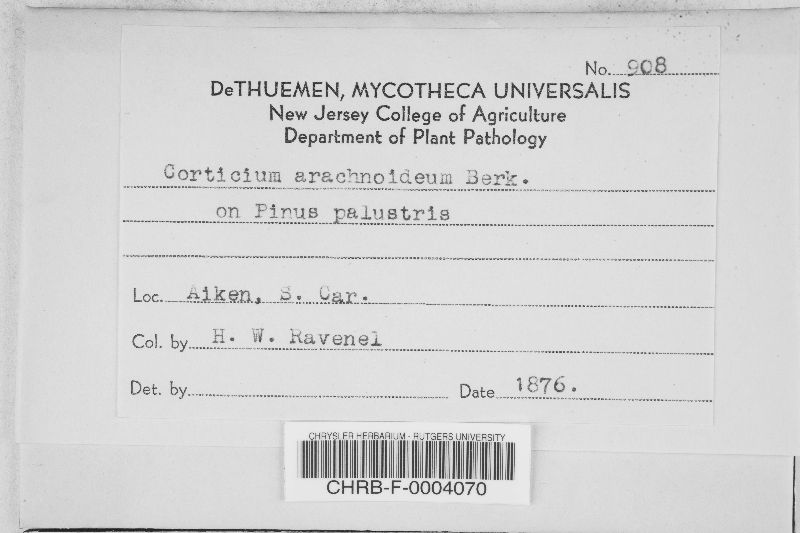 No. 908
DeTHUEMEN, MYCOTHECA UNIVERSALIS
New Jersey College of Agriculture
Department of Plant Pathology
Corticium arachnoideum Berk.
on Pinus palustris
Loc. Aiken, S. Car.
Col. by H. W. Ravenel
Det. by Date 1876.
CHRYSLER HERBARIUM - RUTGERS UNIVERSITY
CHRB-F-0004070